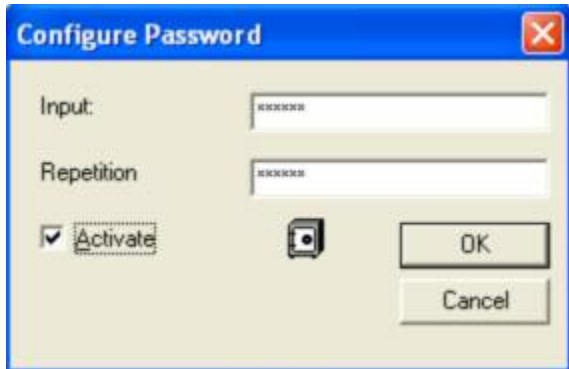 Configure Password
Input:
******
Repetition
******
Activate
OK
Cancel